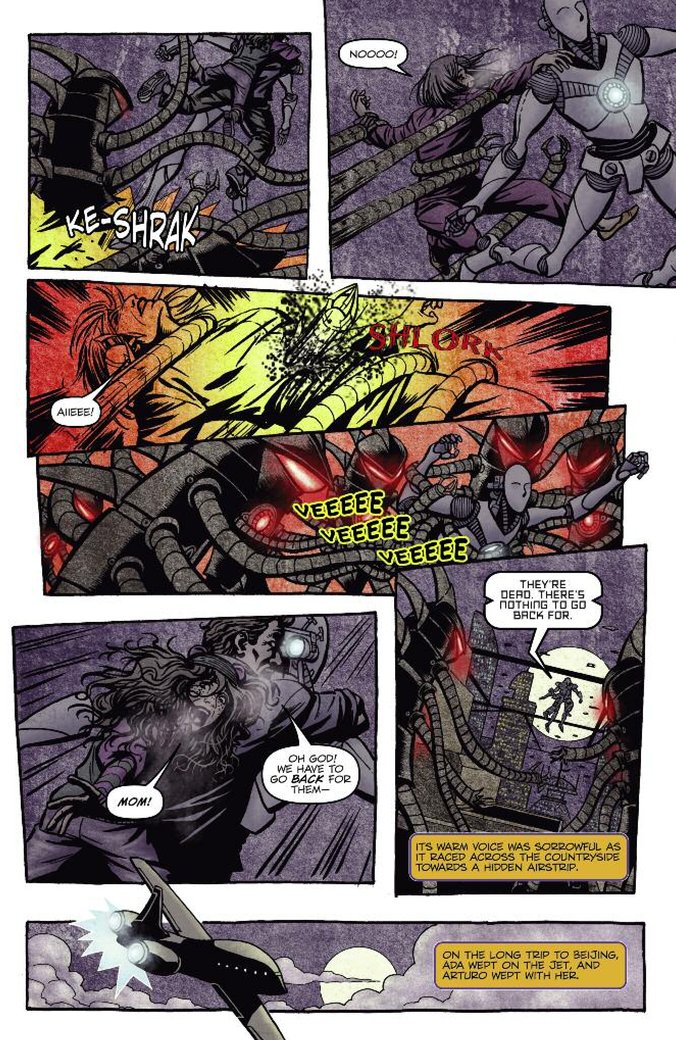 KE-SHRAK
NOOOO!
SHLORK
AIIEEE!
VEEEEE
VEEEEE
VEEEEE
MOM!
OH GOD!
WE HAVE TO
GO BACK FOR
THEM—
THEY'RE
DEAD. THERE'S
NOTHING TO GO
BACK FOR.
ITS WARM VOICE WAS SORROWFUL AS
IT RACED ACROSS THE COUNTRYSIDE
TOWARDS A HIDDEN AIRSTRIP.
ON THE LONG TRIP TO BEIJING,
ADA WEPT ON THE JET, AND
ARTURO WEPT WITH HER.